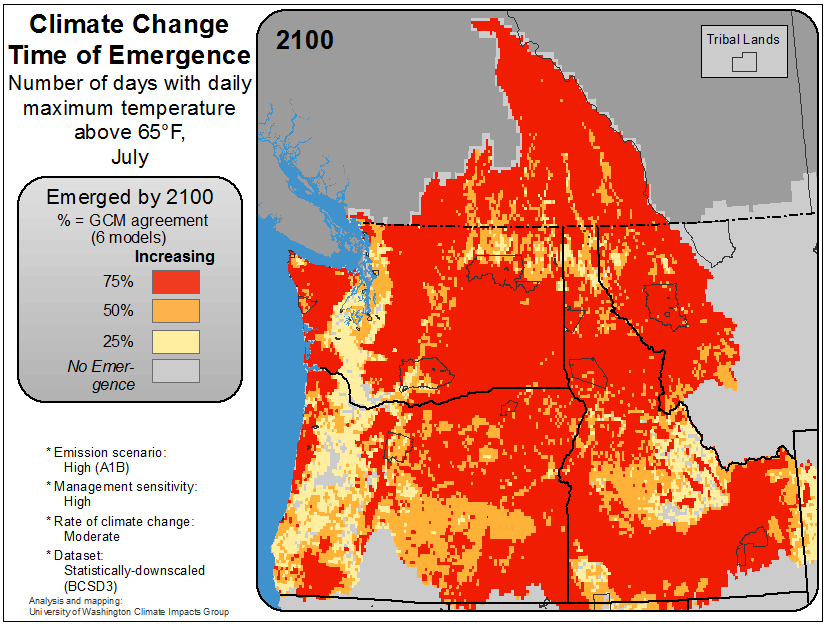 Climate Change
Time of Emergence
Number of days with daily
maximum temperature
above 65°F,
July
Emerged by 2100
% = GCM agreement
(6 models)
Increasing
75%
50%
25%
No Emer-
gence
* Emission scenario:
High (A1B)
* Management sensitivity:
High
* Rate of climate change:
Moderate
* Dataset:
Statistically-downscaled
(BCSD3)
Analysis and mapping:
University of Washington Climate Impacts Group
2100
Tribal Lands